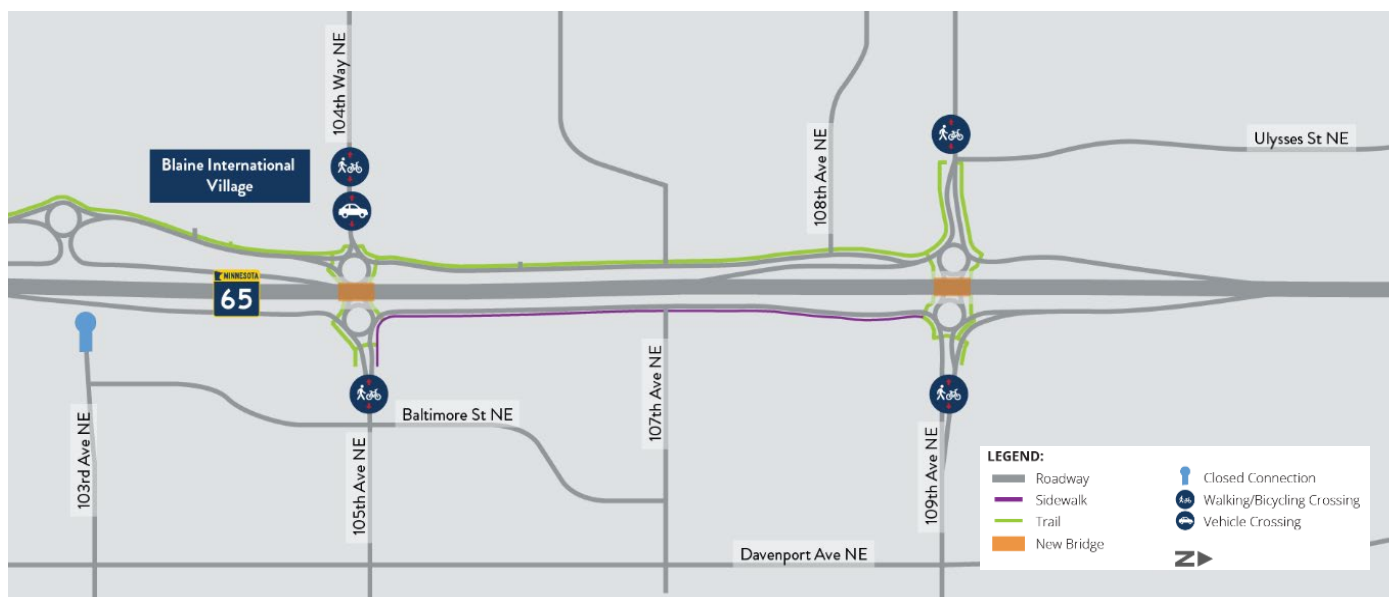 104th Way NE
Blaine International
Village
108th Ave NE
Ulysses St NE
MINNESOTA
65
103rd Ave NE
105th Ave NE
Baltimore St NE
107th Ave NE
109th Ave NE
Davenport Ave NE
LEGEND:
Roadway
Sidewalk
Trail
New Bridge
Closed Connection
Walking/Bicycling Crossing
Vehicle Crossing
N